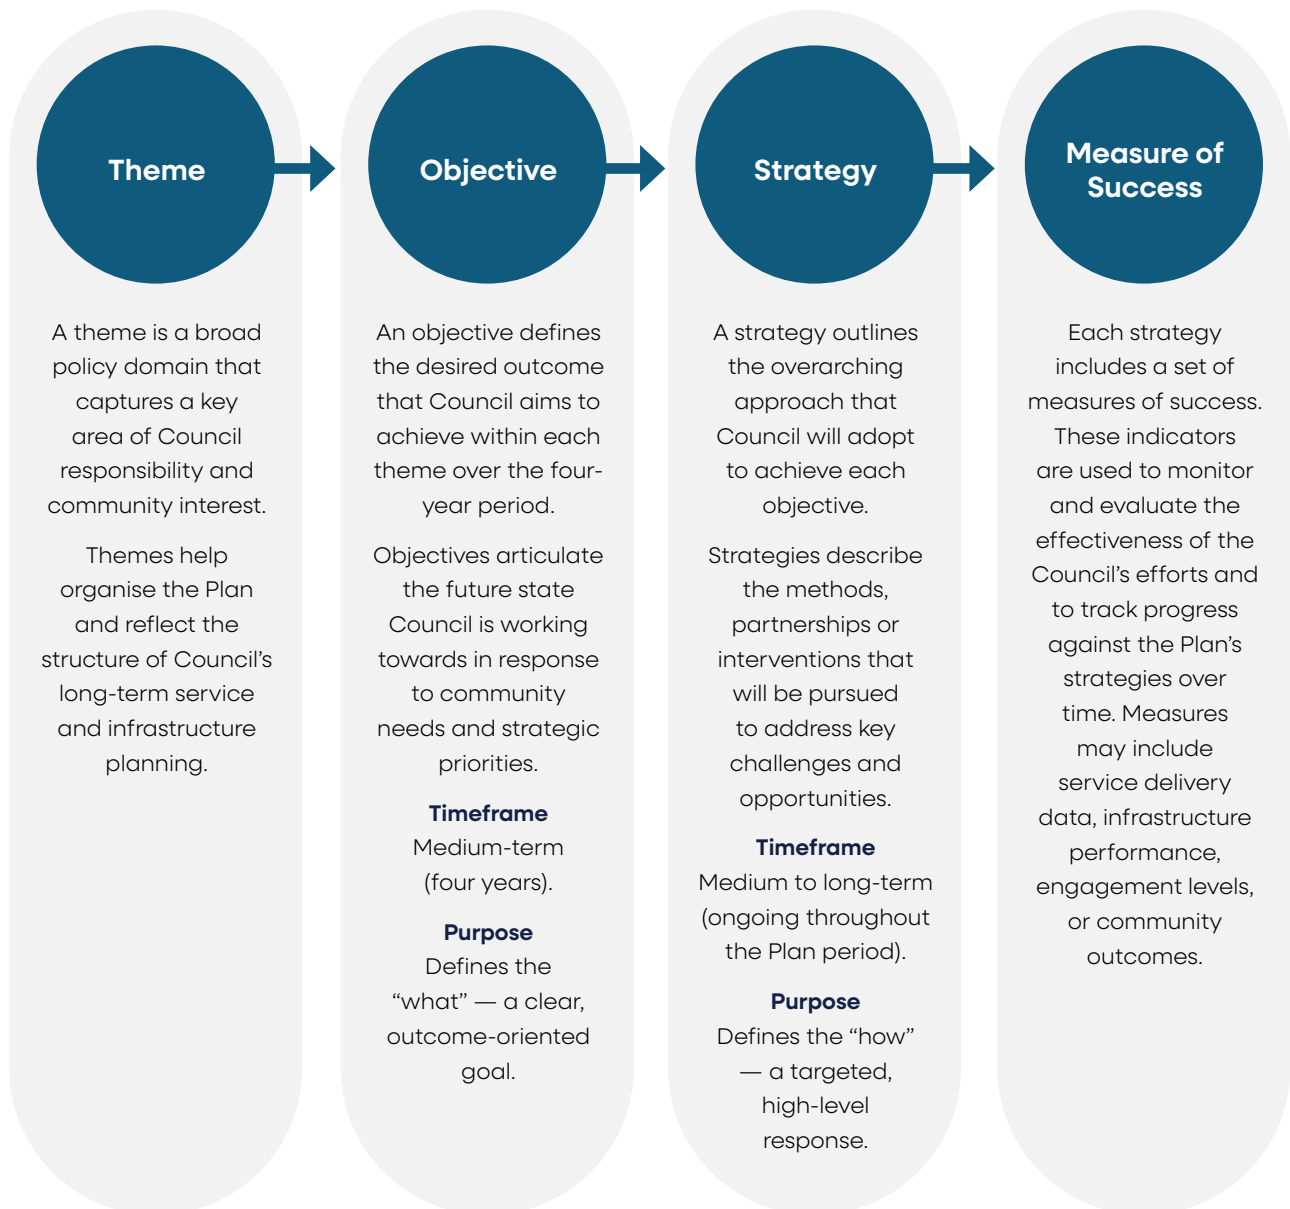 Theme
A theme is a broad
policy domain that
captures a key
area of Council
responsibility and
community interest.
Themes help
organise the Plan
and reflect the
structure of Council’s
long-term service
and infrastructure
planning.
Objective
An objective defines
the desired outcome
that Council aims to
achieve within each
theme over the four-
year period.
Objectives articulate
the future state
Council is working
towards in response
to community
needs and strategic
priorities.
Timeframe
Medium-term
(four years).
Purpose
Defines the
“what” — a clear,
outcome-oriented
goal.
Strategy
A strategy outlines
the overarching
approach that
Council will adopt
to achieve each
objective.
Strategies describe
the methods,
partnerships or
interventions that
will be pursued
to address key
challenges and
opportunities.
Timeframe
Medium to long-term
(ongoing throughout
the Plan period).
Purpose
Defines the “how”
— a targeted,
high-level
response.
Measure of
Success
Each strategy
includes a set of
measures of success.
These indicators
are used to monitor
and evaluate the
effectiveness of the
Council’s efforts and
to track progress
against the Plan’s
strategies over
time. Measures
may include
service delivery
data, infrastructure
performance,
engagement levels,
or community
outcomes.